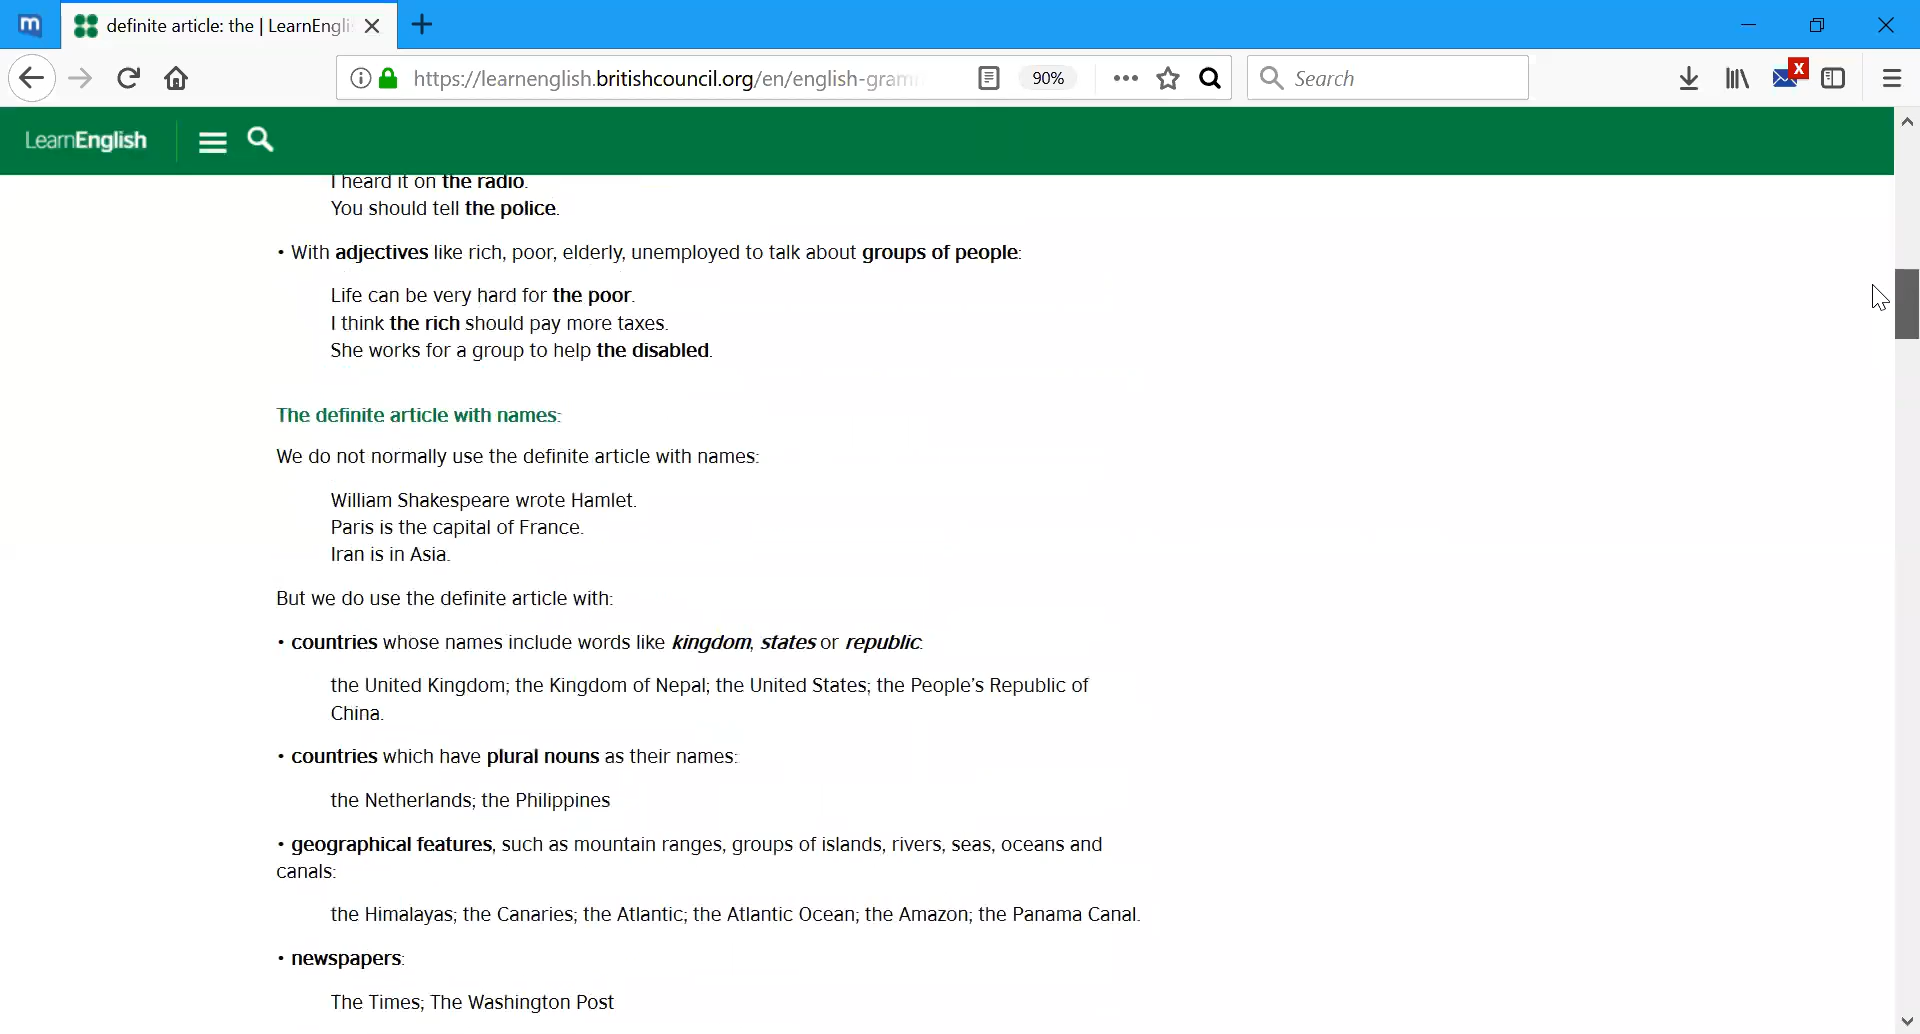 definite article: the | LearnEngli
https://learnenglish.britishcouncil.org/en/english-gram
90%
Search
X
LearnEnglish
I heard it on the radio.
You should tell the police.
• With adjectives like rich, poor, elderly, unemployed to talk about groups of people:
Life can be very hard for the poor.
I think the rich should pay more taxes.
She works for a group to help the disabled.
The definite article with names:
We do not normally use the definite article with names:
William Shakespeare wrote Hamlet.
Paris is the capital of France.
Iran is in Asia.
But we do use the definite article with:
• countries whose names include words like kingdom, states or republic:
the United Kingdom; the Kingdom of Nepal; the United States; the People's Republic of
China.
• countries which have plural nouns as their names:
the Netherlands; the Philippines
• geographical features, such as mountain ranges, groups of islands, rivers, seas, oceans and
canals:
the Himalayas; the Canaries; the Atlantic; the Atlantic Ocean; the Amazon; the Panama Canal.
• newspapers:
The Times; The Washington Post